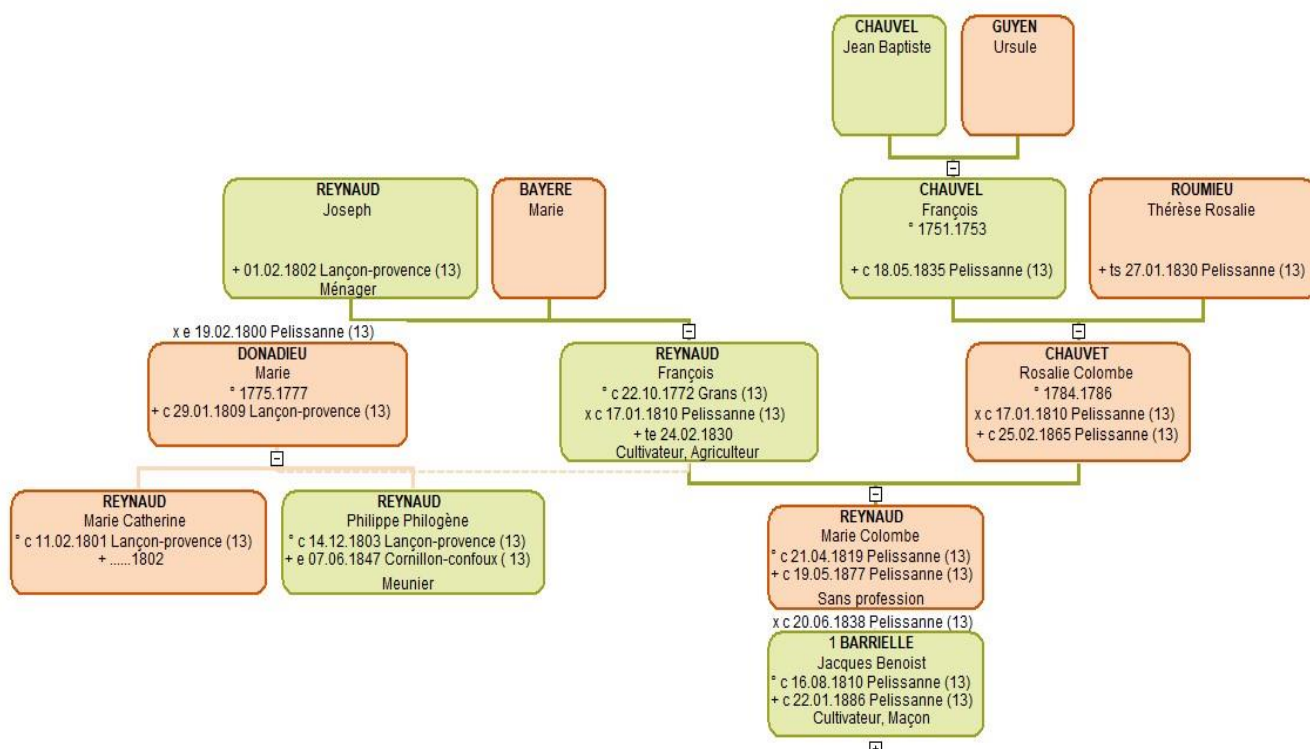 CHAUVEL
Jean Baptiste
GUYEN
Ursule
REYNAUD
Joseph
+ 01.02.1802 Lançon-provence (13)
Ménager
BAYERE
Marie
CHAUVEL
François
° 1751.1753
+ c 18.05.1835 Pelissanne (13)
ROUMIEU
Thérèse Rosalie
+ ts 27.01.1830 Pelissanne (13)
x e 19.02.1800 Pelissanne (13)
DONADIEU
Marie
° 1775.1777
+ c 29.01.1809 Lançon-provence (13)
REYNAUD
François
° c 22.10.1772 Grans (13)
x c 17.01.1810 Pelissanne (13)
+ te 24.02.1830
Cultivateur, Agriculteur
CHAUVET
Rosalie Colombe
° 1784.1786
x c 17.01.1810 Pelissanne (13)
+ c 25.02.1865 Pelissanne (13)
REYNAUD
Marie Catherine
° c 11.02.1801 Lançon-provence (13)
+ ......1802
REYNAUD
Philippe Philogène
° c 14.12.1803 Lançon-provence (13)
+ e 07.06.1847 Cornillon-confoux ( 13)
Meunier
REYNAUD
Marie Colombe
° c 21.04.1819 Pelissanne (13)
+ c 19.05.1877 Pelissanne (13)
Sans profession
x c 20.06.1838 Pelissanne (13)
1 BARRIELLE
Jacques Benoist
° c 16.08.1810 Pelissanne (13)
+ c 22.01.1886 Pelissanne (13)
Cultivateur, Maçon